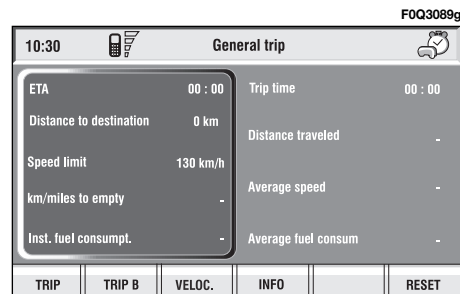 F0Q3089g
10:30 General trip
ETA 00 : 00
Distance to destination 0 km
Speed limit 130 km/h
km/miles to empty -
Inst. fuel consumpt. -
Trip time 00 : 00
Distance traveled -
Average speed -
Average fuel consum -
TRIP TRIP B VELOC. INFO RESET